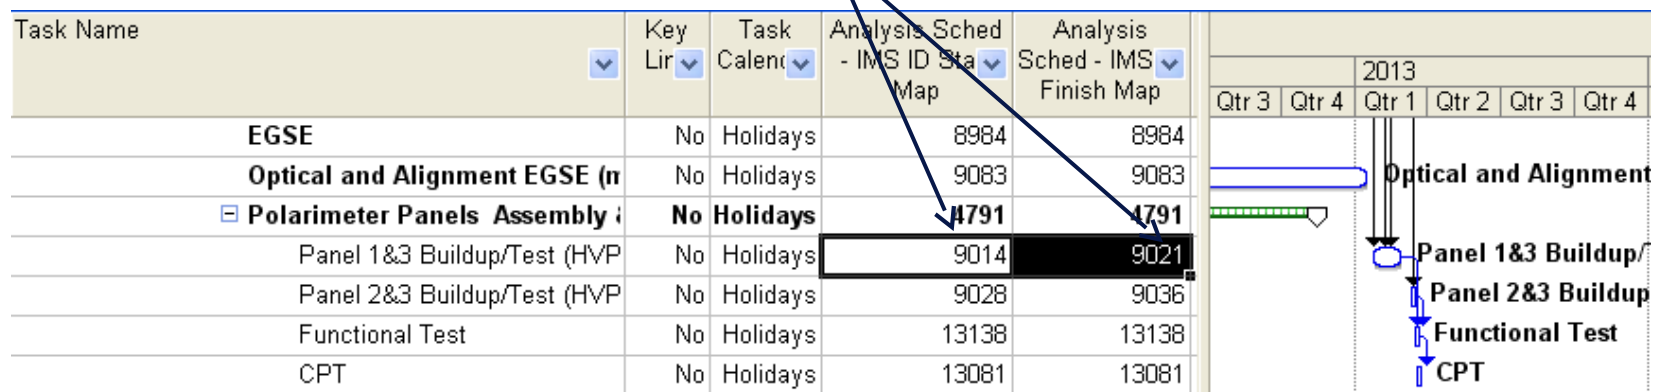 Task Name
Key Lin
Task Calend
Analysis Sched - IMS ID Sta Map
Analysis Sched - IMS Finish Map
2013
Qtr 3 Qtr 4 Qtr 1 Qtr 2 Qtr 3 Qtr 4
EGSE No Holidays 8984 8984
Optical and Alignment EGSE (m No Holidays 9083 9083 Optical and Alignment
Polarimeter Panels Assembly No Holidays 4791 4791
Panel 1&3 Buildup/Test (HVP No Holidays 9014 9021 Panel 1&3 Buildup/
Panel 2&3 Buildup/Test (HVP No Holidays 9028 9036 Panel 2&3 Buildup
Functional Test No Holidays 13138 13138 Functional Test
CPT No Holidays 13081 13081 CPT